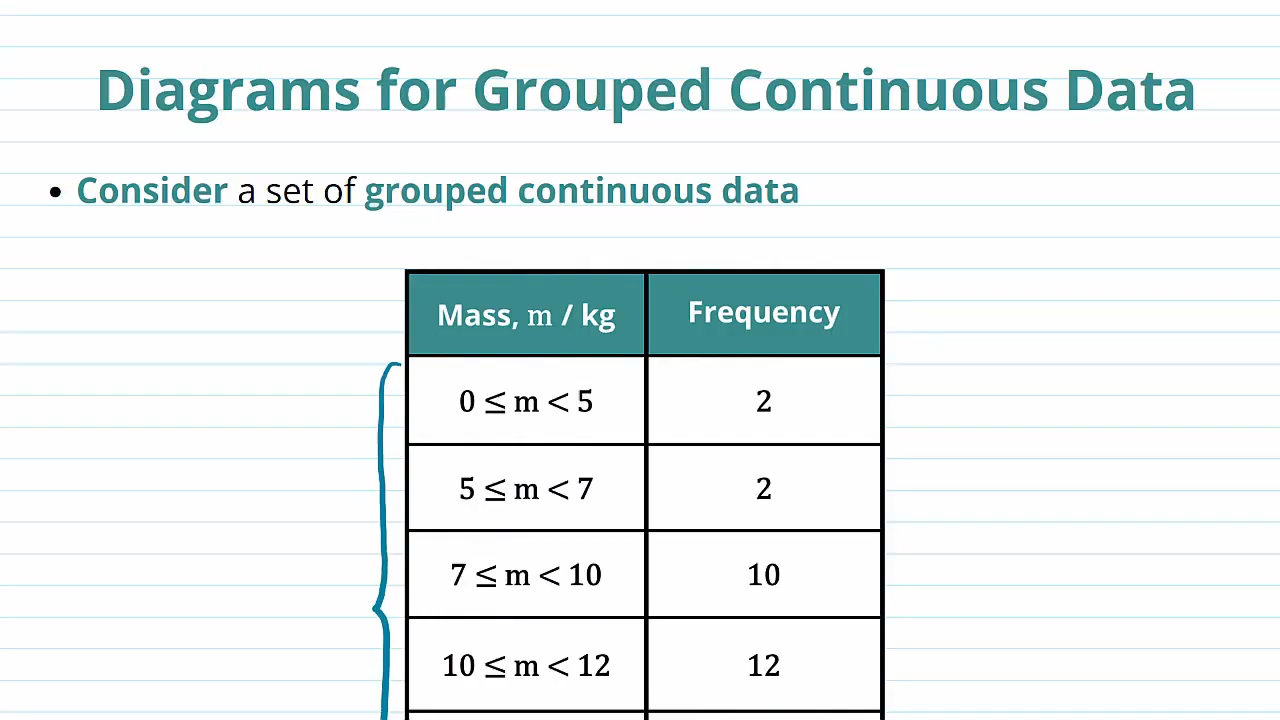 Diagrams for Grouped Continuous Data
• Consider a set of grouped continuous data
Mass, m / kg Frequency
0 ≤ m < 5 2
5 ≤ m < 7 2
7 ≤ m < 10 10
10 ≤ m < 12 12